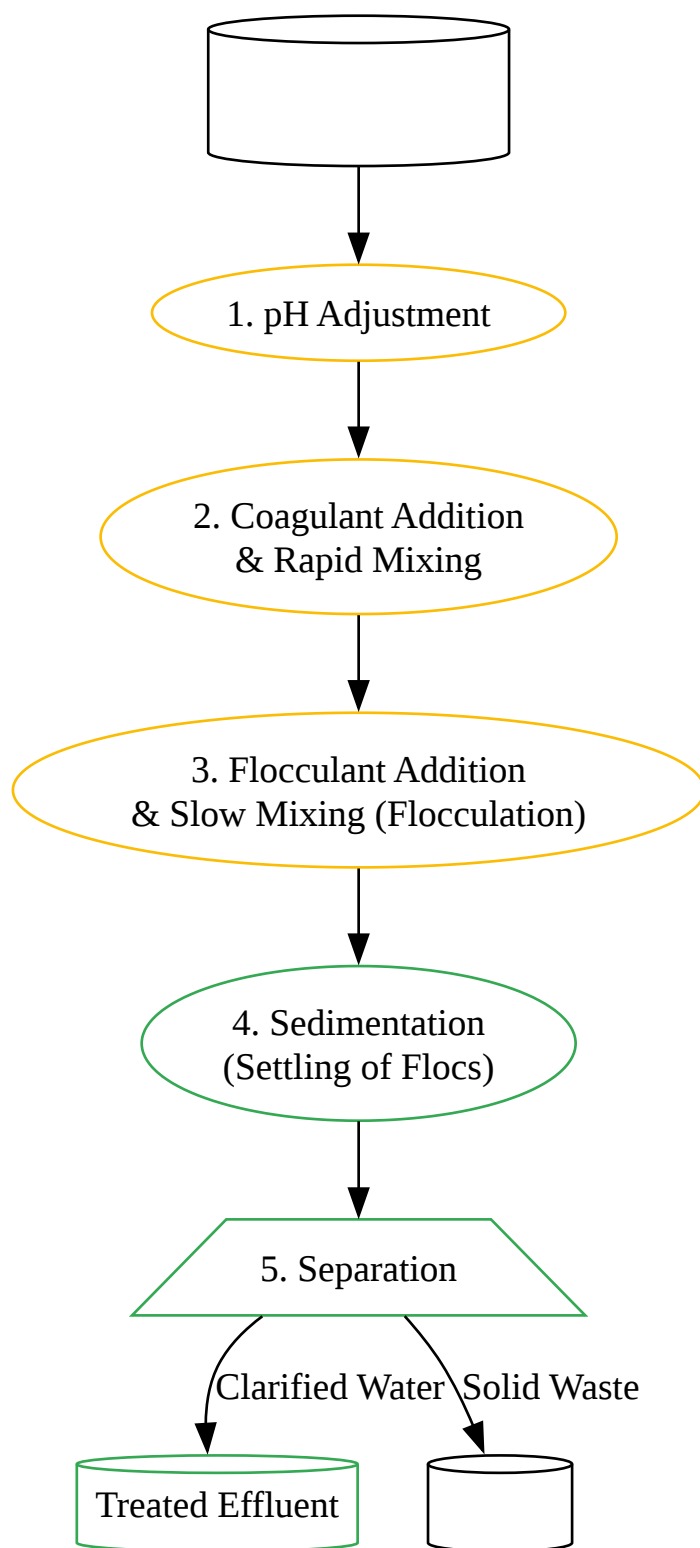 1. pH Adjustment
2. Coagulant Addition
& Rapid Mixing
3. Flocculant Addition
& Slow Mixing (Flocculation)
4. Sedimentation
(Settling of Flocs)
5. Separation
Clarified Water
Solid Waste
Treated Effluent